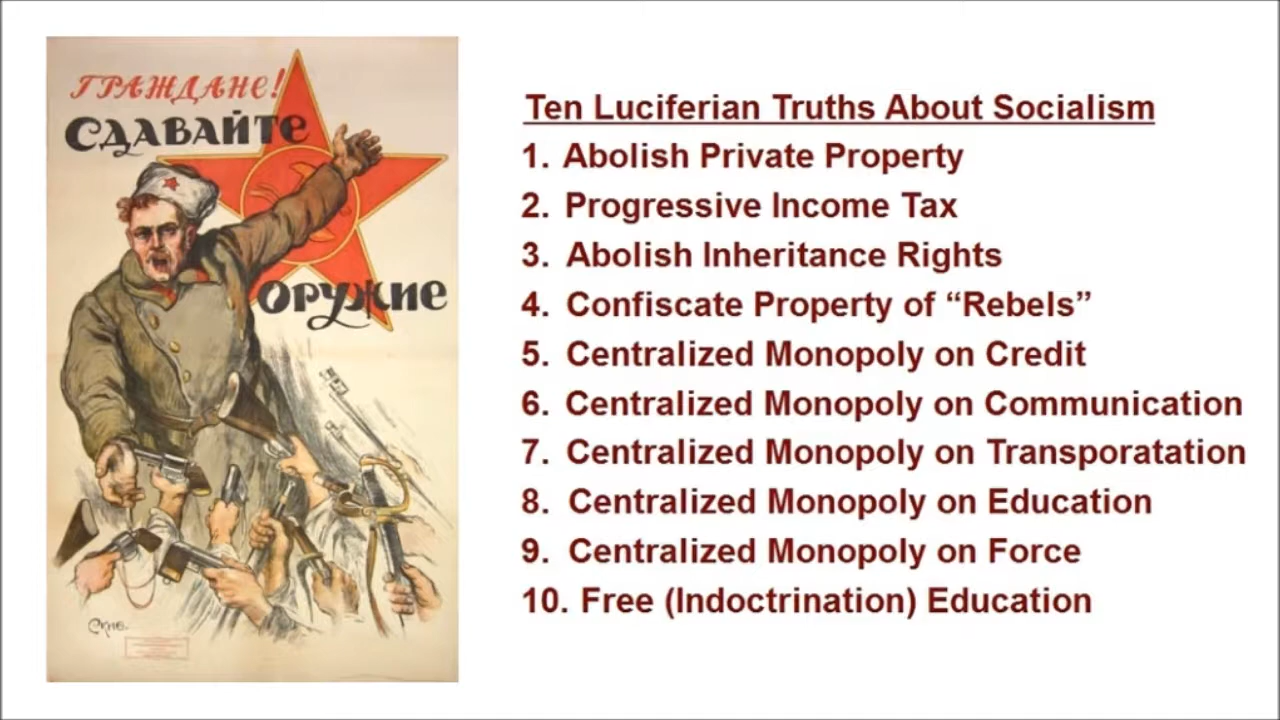 ГРАЖДАНЕ!
СДАВАЙТЕ
ОРУЖИЕ
Ten Luciferian Truths About Socialism
1. Abolish Private Property
2. Progressive Income Tax
3. Abolish Inheritance Rights
4. Confiscate Property of “Rebels”
5. Centralized Monopoly on Credit
6. Centralized Monopoly on Communication
7. Centralized Monopoly on Transporatation
8. Centralized Monopoly on Education
9. Centralized Monopoly on Force
10. Free (Indoctrination) Education